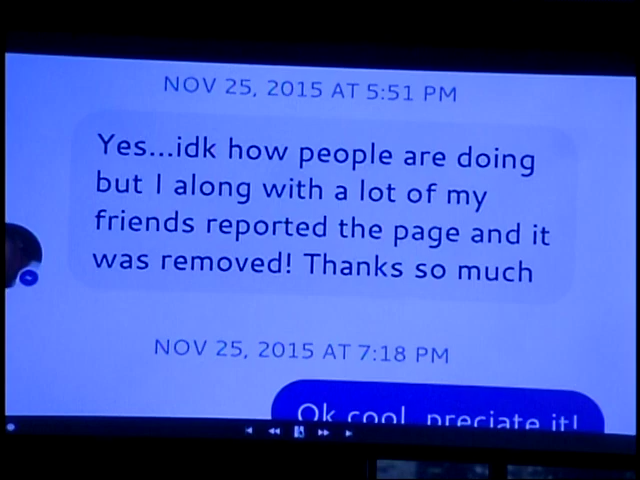 NOV 25, 2015 AT 5:51 PM
Yes...idk how people are doing
but I along with a lot of my
friends reported the page and it
was removed! Thanks so much
NOV 25, 2015 AT 7:18 PM
Ok cool, preciate it!